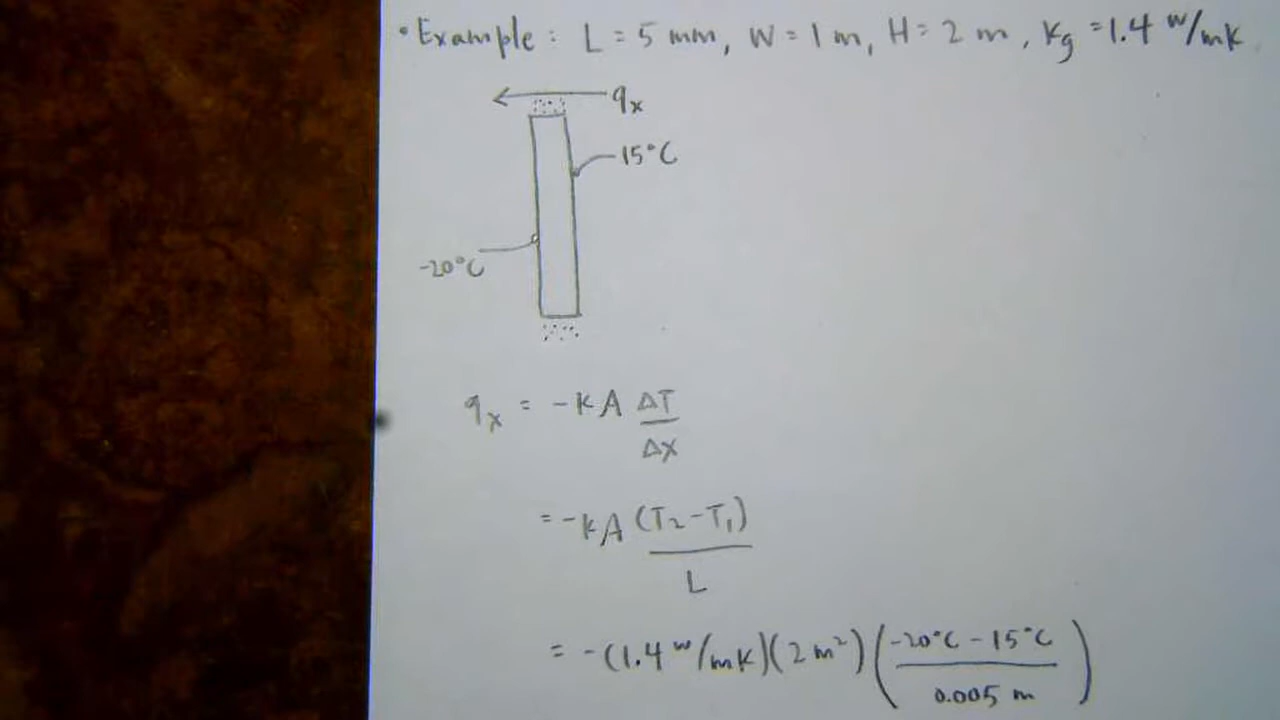 • Example : L = 5 mm, W = 1 m, H = 2 m, Kg = 1.4 W/mK
qx
15°C
-20°C
qx = -KA ΔT/ΔX
= -KA (T2 - T1)/L
= -(1.4 W/mK)(2 m²)(-20°C - 15°C/0.005 m)